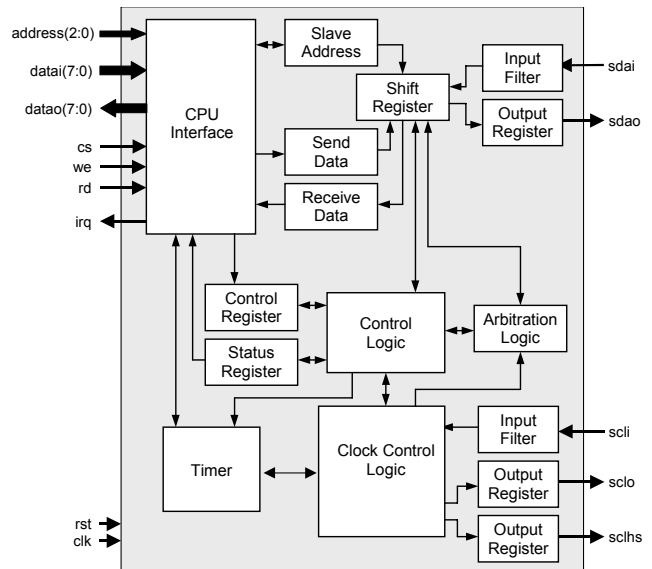 address(2:0)
datai(7:0)
datao(7:0)
cs
we
rd
irq
rst
clk
CPU
Interface
Slave
Address
Shift
Register
Input
Filter
sdai
Output
Register
sdao
Send
Data
Receive
Data
Control
Register
Status
Register
Control
Logic
Arbitration
Logic
Timer
Clock Control
Logic
Input
Filter
scli
Output
Register
sclo
Output
Register
sclhs